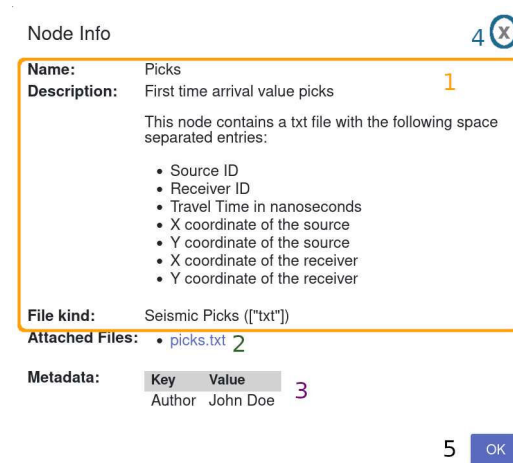 Node Info
4 X
Name: Picks
1
Description: First time arrival value picks
This node contains a txt file with the following space
separated entries:
• Source ID
• Receiver ID
• Travel Time in nanoseconds
• X coordinate of the source
• Y coordinate of the source
• X coordinate of the receiver
• Y coordinate of the receiver
File kind: Seismic Picks (["txt"])
Attached Files: • picks.txt 2
Metadata: Key Value
3
Author John Doe
5 OK